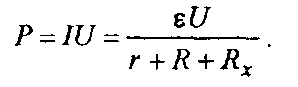 P = IU = εU / (r + R + Rₓ).